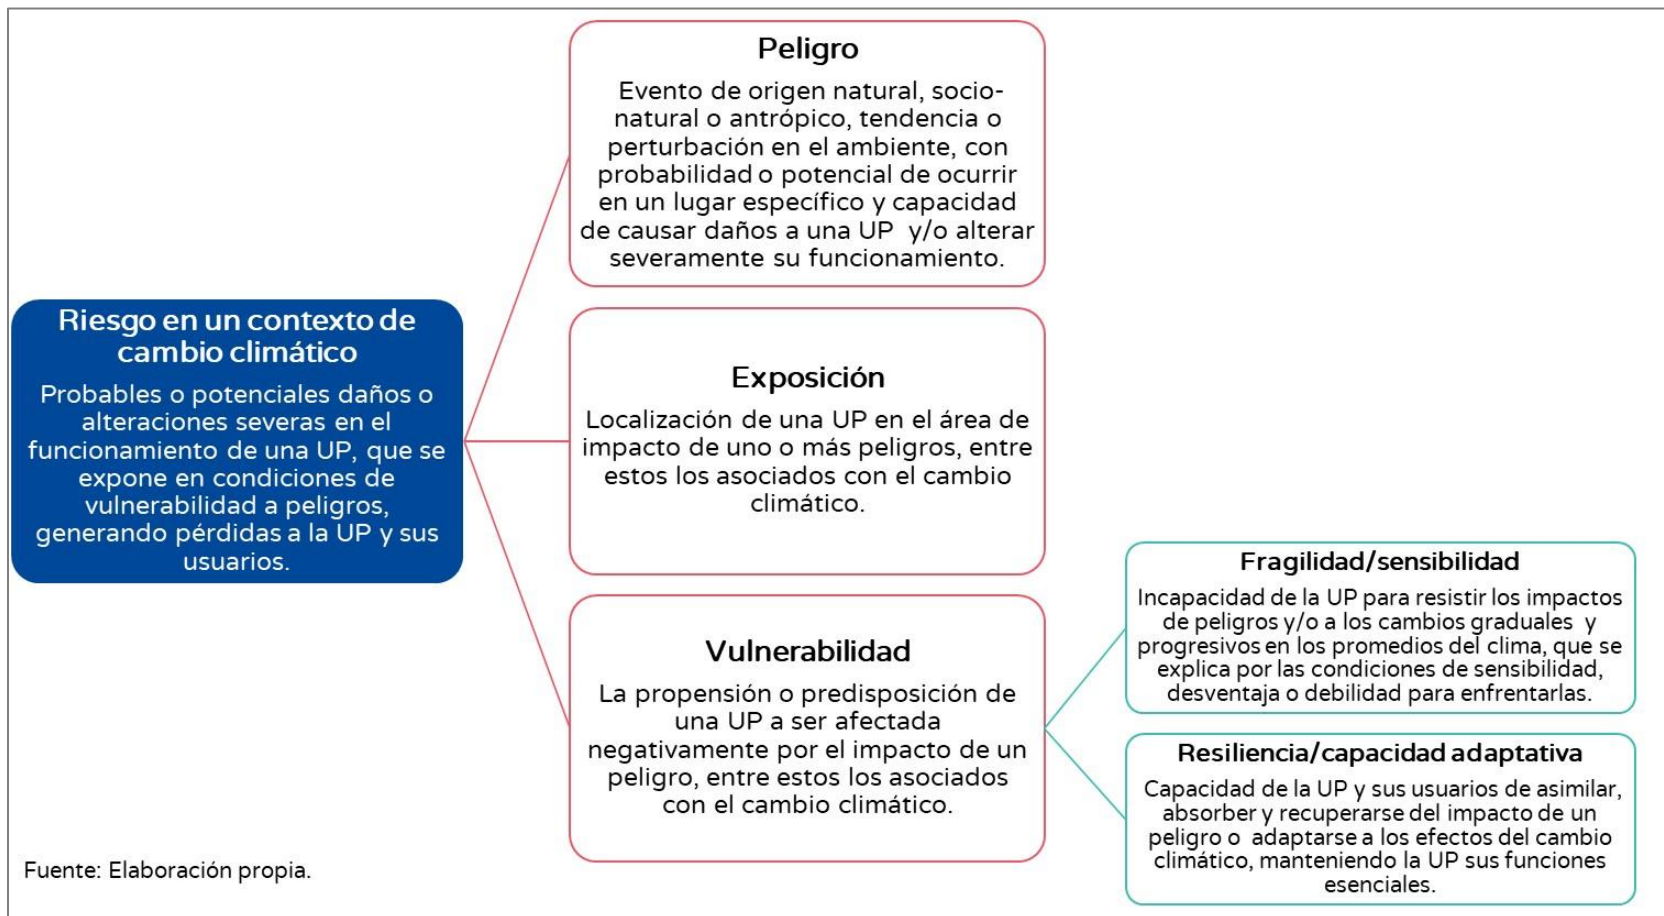 Riesgo en un contexto de
cambio climático
Probables o potenciales daños o
alteraciones severas en el
funcionamiento de una UP, que se
expone en condiciones de
vulnerabilidad a peligros,
generando pérdidas a la UP y sus
usuarios.
Peligro
Evento de origen natural, socio-
natural o antrópico, tendencia o
perturbación en el ambiente, con
probabilidad o potencial de ocurrir
en un lugar específico y capacidad
de causar daños a una UP y/o alterar
severamente su funcionamiento.
Exposición
Localización de una UP en el área de
impacto de uno o más peligros, entre
estos los asociados con el cambio
climático.
Vulnerabilidad
La propensión o predisposición de
una UP a ser afectada
negativamente por el impacto de un
peligro, entre estos los asociados
con el cambio climático.
Fragilidad/sensibilidad
Incapacidad de la UP para resistir los impactos
de peligros y/o a los cambios graduales y
progresivos en los promedios del clima, que se
explica por las condiciones de sensibilidad,
desventaja o debilidad para enfrentarlas.
Resiliencia/capacidad adaptativa
Capacidad de la UP y sus usuarios de asimilar,
absorber y recuperarse del impacto de un
peligro o adaptarse a los efectos del cambio
climático, manteniendo la UP sus funciones
esenciales.
Fuente: Elaboración propia.